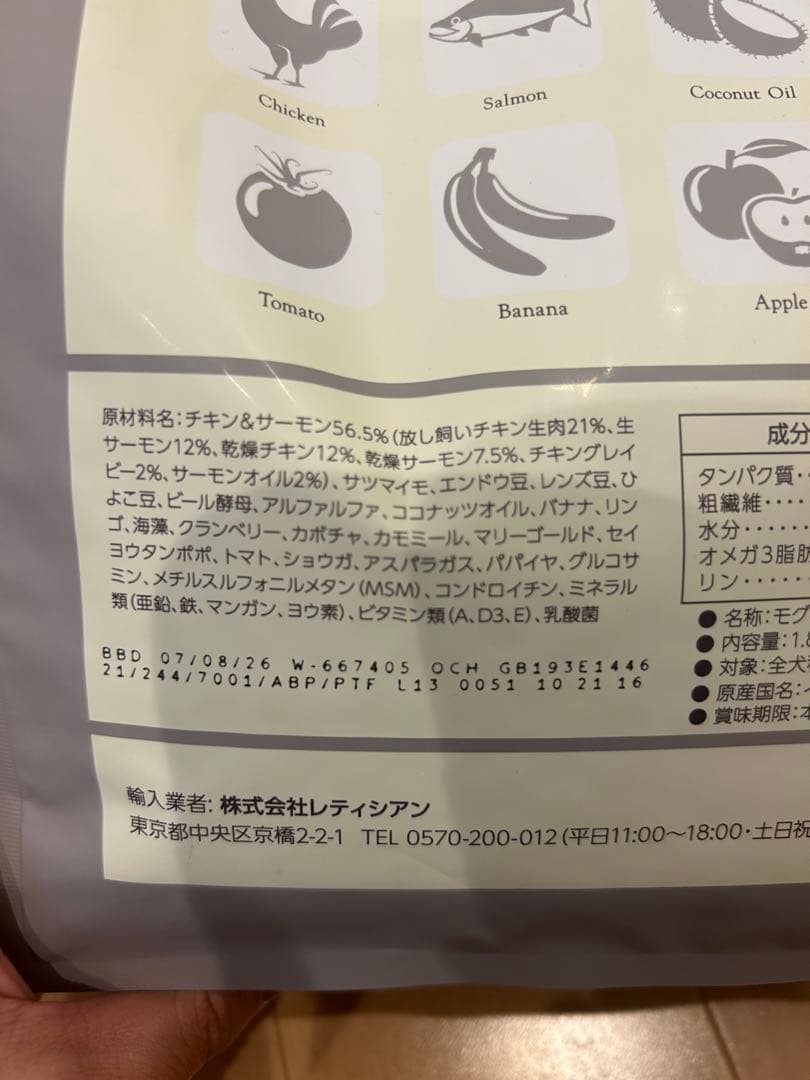 Chicken
Salmon
Coconut Oil
Tomato
Banana
Apple
原材料名:チキン&サーモン56.5%(放し飼いチキン生肉21%、生
サーモン12%、乾燥チキン12%、乾燥サーモン7.5%、チキングレイ
ビー2%、サーモンオイル2%)、サツマイモ、エンドウ豆、レンズ豆、ひ
よこ豆、ビール酵母、アルファルファ、ココナッツオイル、バナナ、リン
ゴ、海藻、クランベリー、カボチャ、カモミール、マリーゴールド、セイ
ヨウタンポポ、トマト、ショウガ、アスパラガス、パパイヤ、グルコサ
ミン、メチルスルフォニルメタン(MSM)、コンドロイチン、ミネラル
類(亜鉛、鉄、マンガン、ヨウ素)、ビタミン類(A、D3、E)、乳酸菌
BBD 07/08/26 W-667405 OCH GB193E1446
21/244/7001/ABP/PTF L13 0051 10 21 16
成分
タンパク質‥
粗繊維‥‥
水分‥‥‥
オメガ3脂肪
リン‥‥‥
●名称:モグ
●内容量:1.8
●対象:全犬種
●原産国名:イ
●賞味期限:本
輸入業者:株式会社レティシアン
東京都中央区京橋2-2-1 TEL 0570-200-012(平日11:00〜18:00・土日祝